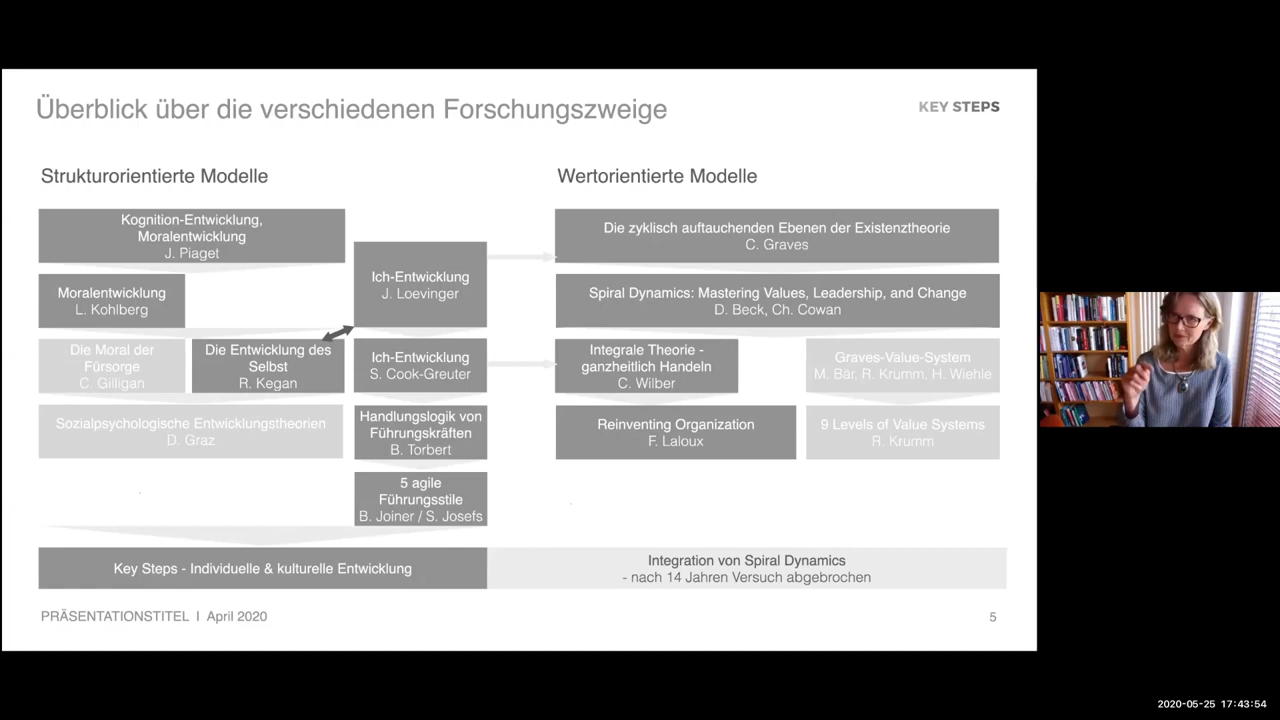 Überblick über die verschiedenen Forschungszweige
KEY STEPS
Strukturorientierte Modelle
Kognition-Entwicklung,
Moralentwicklung
J. Piaget
Moralentwicklung
L. Kohlberg
Ich-Entwicklung
J. Loevinger
Die Moral der
Fürsorge
C. Gilligan
Die Entwicklung des
Selbst
R. Kegan
Ich-Entwicklung
S. Cook-Greuter
Sozialpsychologische Entwicklungstheorien
D. Graz
Handlungslogik von
Führungskräften
B. Torbert
5 agile
Führungsstile
B. Joiner / S. Josefs
Wertorientierte Modelle
Die zyklisch auftauchenden Ebenen der Existenztheorie
C. Graves
Spiral Dynamics: Mastering Values, Leadership, and Change
D. Beck, Ch. Cowan
Integrale Theorie -
ganzheitlich Handeln
C. Wilber
Graves-Value-System
M. Bär, R. Krumm, H. Wiehle
Reinventing Organization
F. Laloux
9 Levels of Value Systems
R. Krumm
Key Steps - Individuelle & kulturelle Entwicklung
Integration von Spiral Dynamics
- nach 14 Jahren Versuch abgebrochen
PRÄSENTATIONSTITEL I April 2020
5
2020-05-25 17:43:54